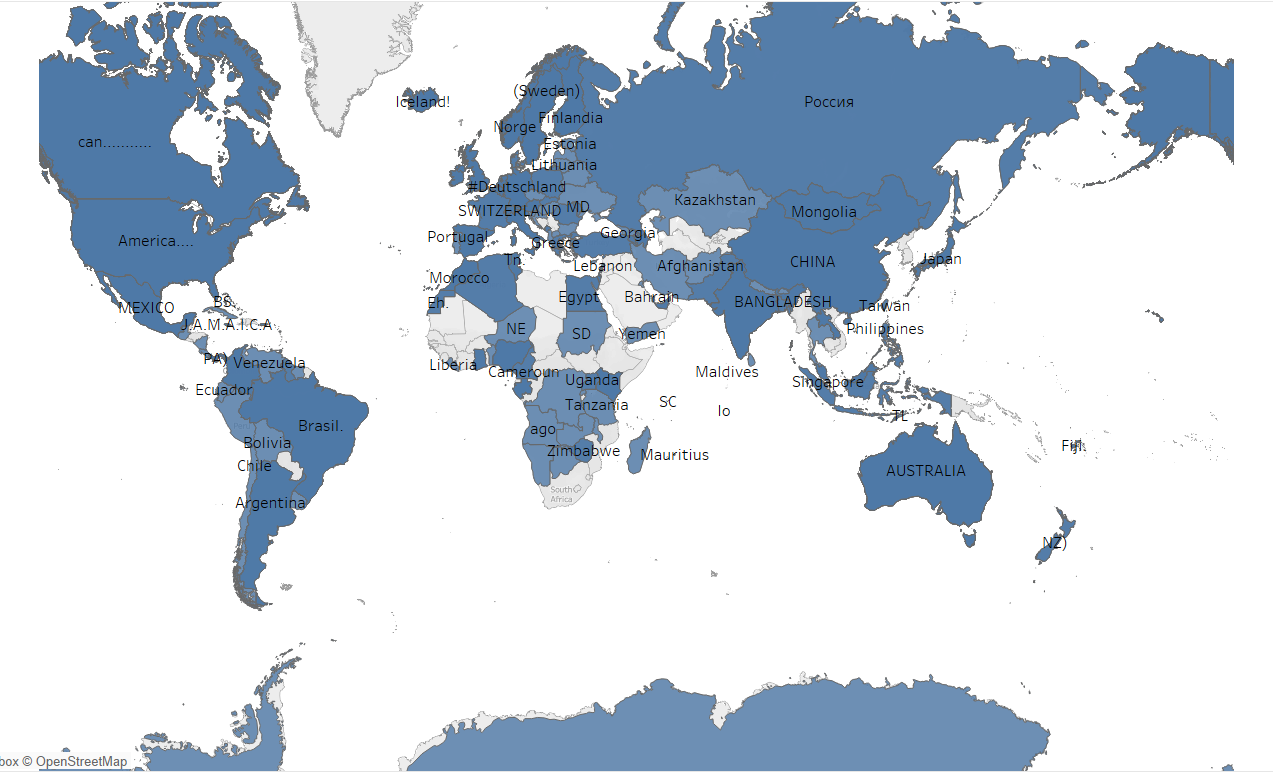 (Sweden)
Iceland!
Россия
Finlandia
Norge
can...........
Estonia
Lithuania
#Deutschland
Kazakhstan
SWITZERLAND
MD
Mongolia
Georgia
Portugal
America....
Greece
Tn.
Japan
CHINA
Lebanon
Afghanistan
Morocco
Egypt
Bahrain
BANGLADESH
BS.
Eh.
MEXICO
Taiwan
J.A.M.A.I.C.A
NE
SD
Yemen
Philippines
PA)
Venezuela
Liberia
Cameroun
Maldives
Uganda
Singapore
Ecuador
SC
Tanzania
Io
TL
Brasil.
ago
Bolivia
Fiji.
Zimbabwe
Mauritius
Chile
AUSTRALIA
South
Africa
Argentina
NZ)
box © OpenStreetMap